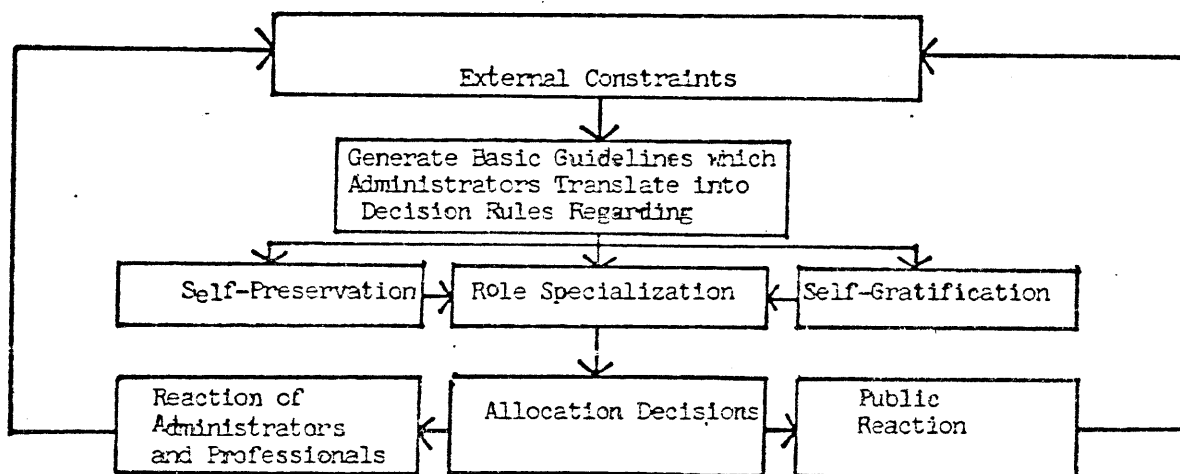 External Constraints
Generate Basic Guidelines which
Administrators Translate into
Decision Rules Regarding
Self-Preservation
Role Specialization
Self-Gratification
Reaction of
Administrators
and Professionals
Allocation Decisions
Public
Reaction